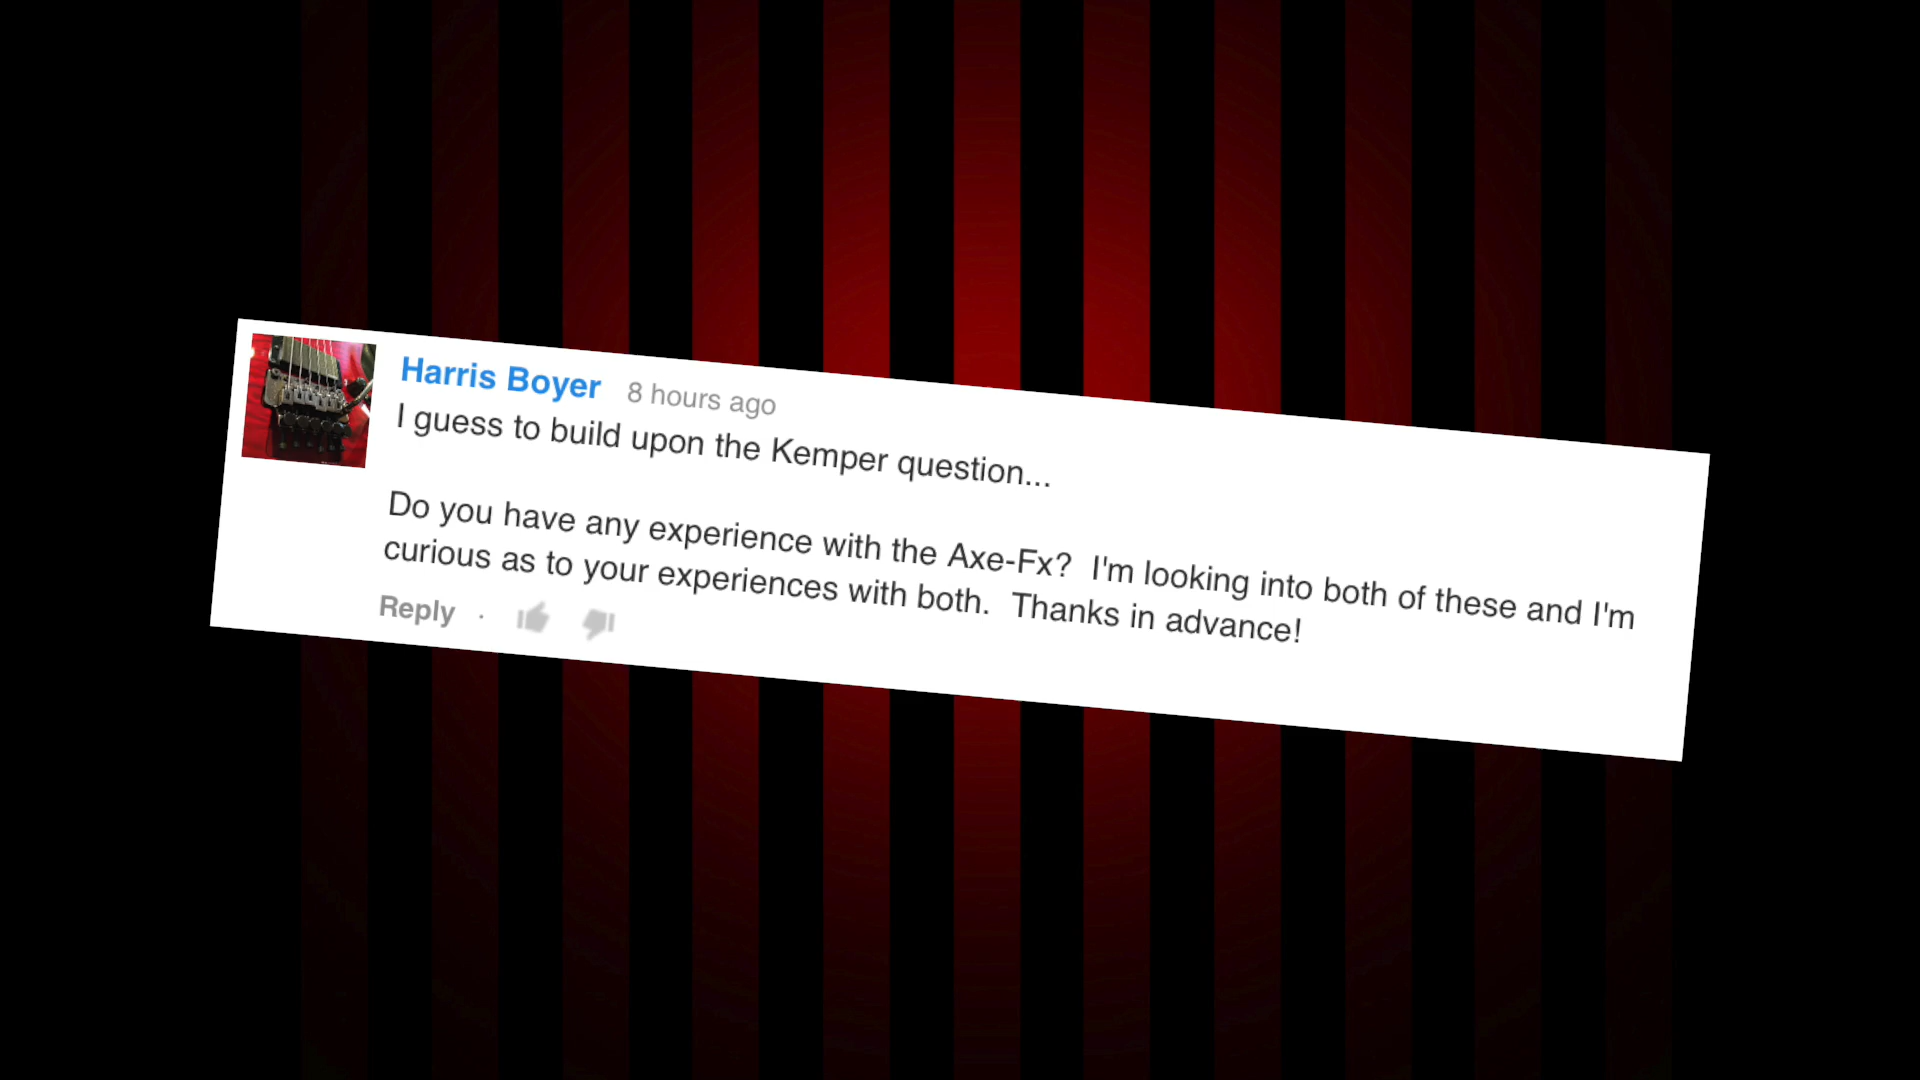 Harris Boyer 8 hours ago
I guess to build upon the Kemper question...
Do you have any experience with the Axe-Fx?  I'm looking into both of these and I'm
curious as to your experiences with both.  Thanks in advance!
Reply ·